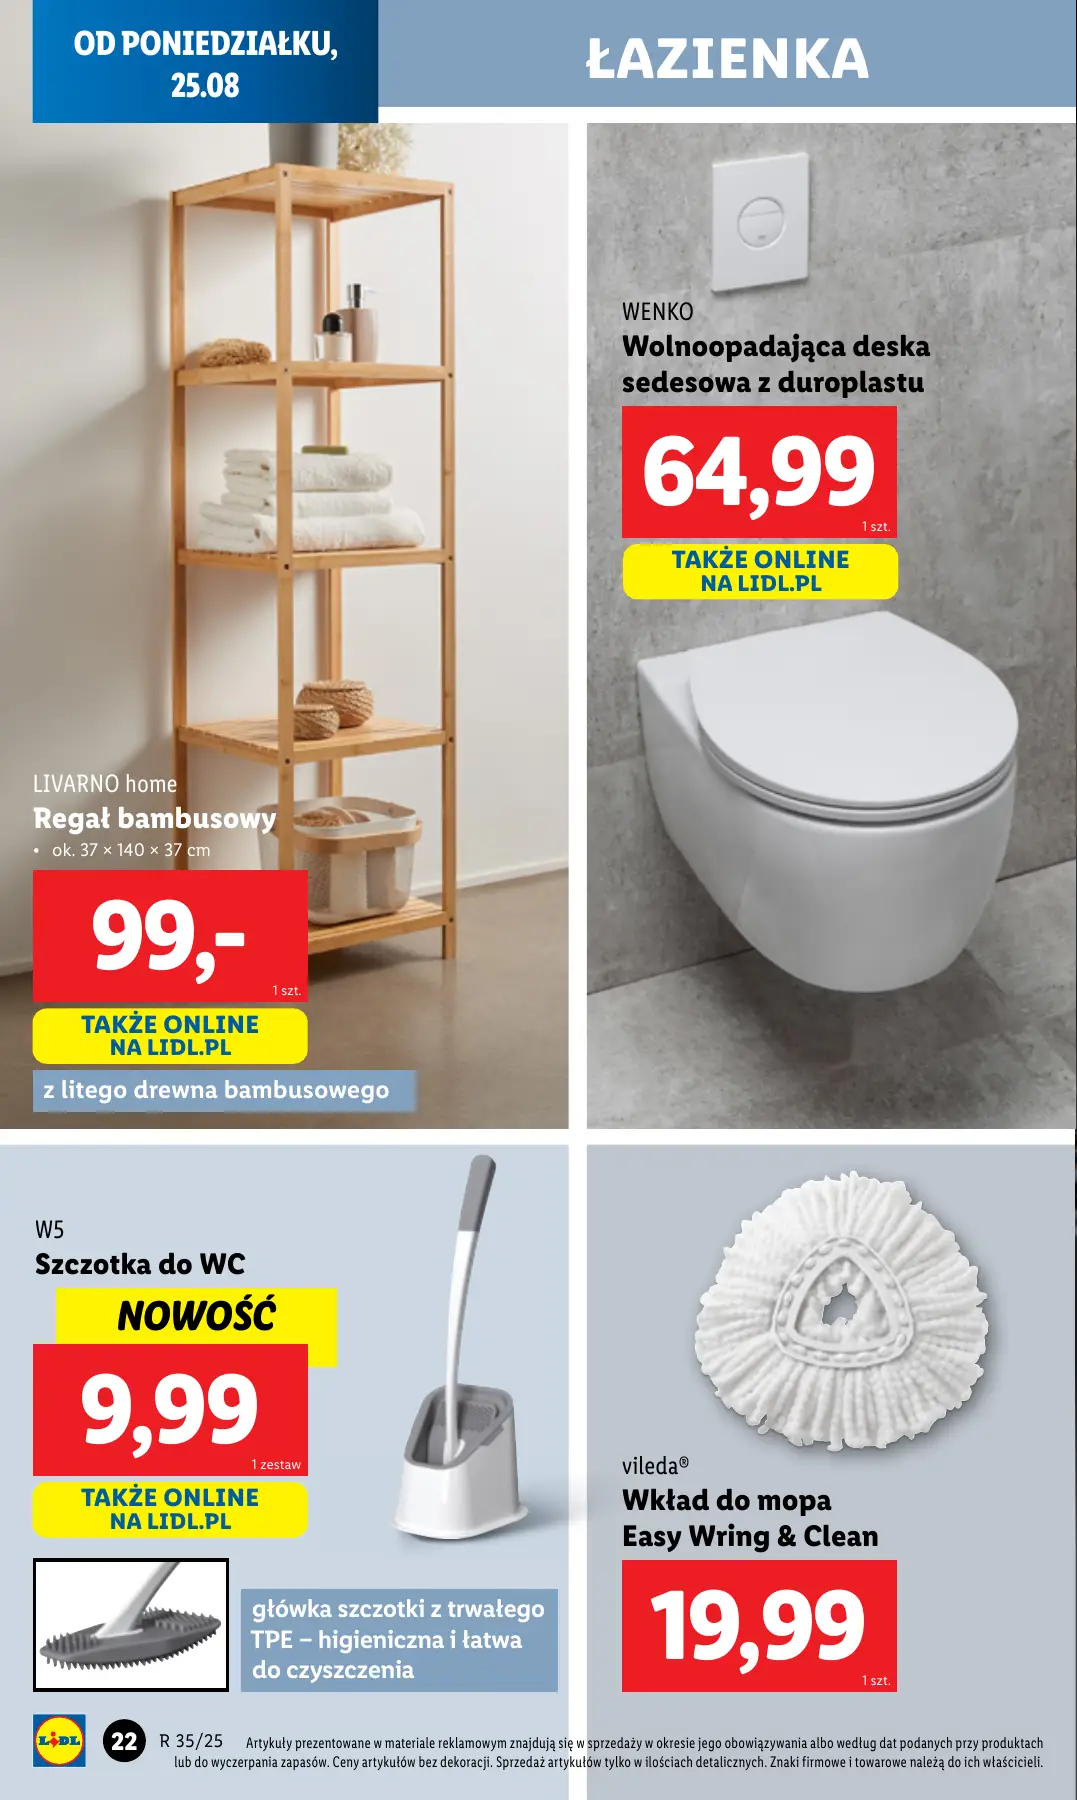 OD PONIEDZIAŁKU,
25.08
ŁAZIENKA
WENKO
Wolnoopadająca deska
sedesowa z duroplastu
64,99
1 szt.
TAKŻE ONLINE
NA LIDL.PL
LIVARNO home
Regał bambusowy
• ok. 37 × 140 × 37 cm
99,-
1 szt.
TAKŻE ONLINE
NA LIDL.PL
z litego drewna bambusowego
W5
Szczotka do WC
NOWOŚĆ
9,99
1 zestaw
TAKŻE ONLINE
NA LIDL.PL
główka szczotki z trwałego
TPE – higieniczna i łatwa
do czyszczenia
vileda®
Wkład do mopa
Easy Wring & Clean
19,99
1 szt.
LIDL
22
R 35/25
Artykuły prezentowane w materiale reklamowym znajdują się w sprzedaży w okresie jego obowiązywania albo według dat podanych przy produktach
lub do wyczerpania zapasów. Ceny artykułów bez dekoracji. Sprzedaż artykułów tylko w ilościach detalicznych. Znaki firmowe i towarowe należą do ich właścicieli.